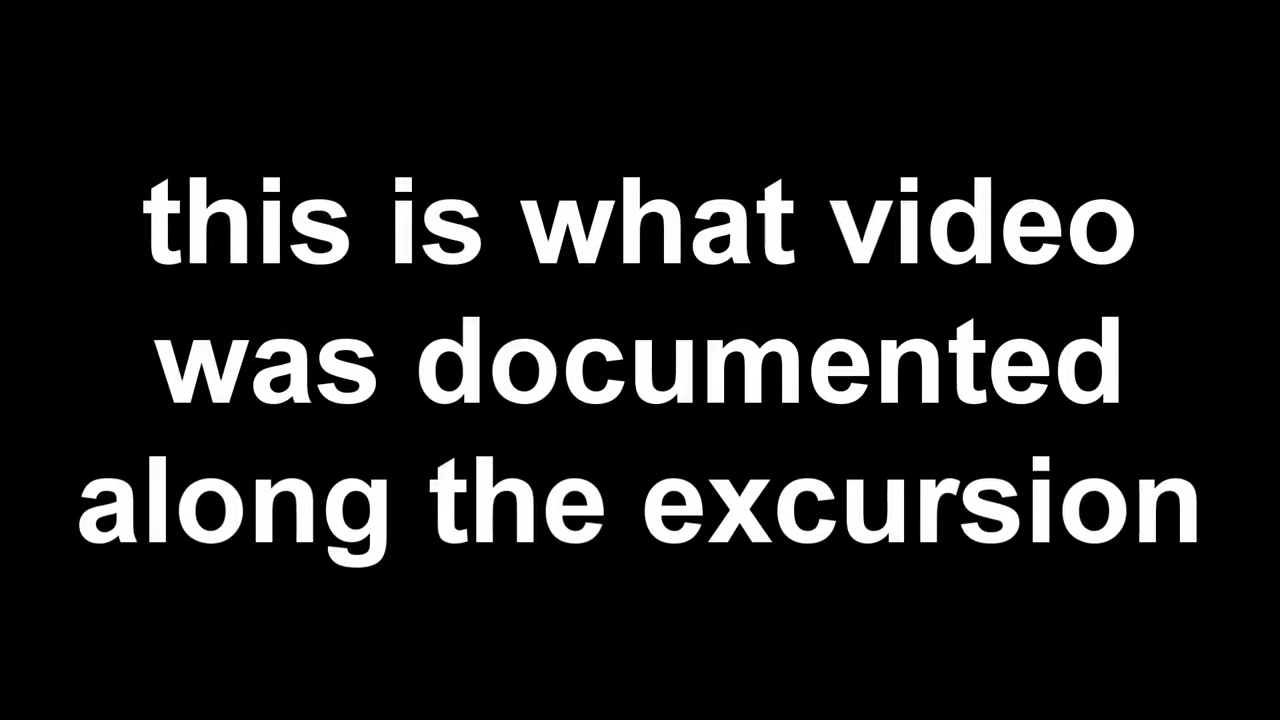 this is what video
was documented
along the excursion